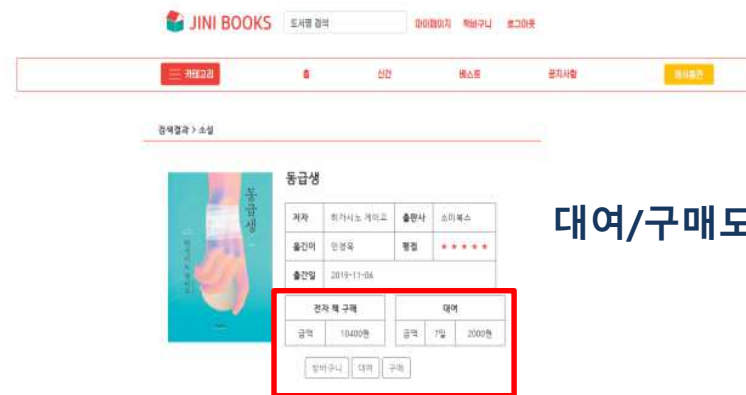 JINI BOOKS
도서명 검색
마이페이지 책바구니 로그아웃
카테고리 홈 신간 베스트 공지사항
검색결과 > 소설
동급생
동급생
저자 히가시노 게이고 출판사 소미북스
옮긴이 민경욱 평점 ★★★★★
출간일 2019-11-06
전자 책 구매 대여
금액 10400원 금액 7일 2000원
대여 구매
대여/구매도